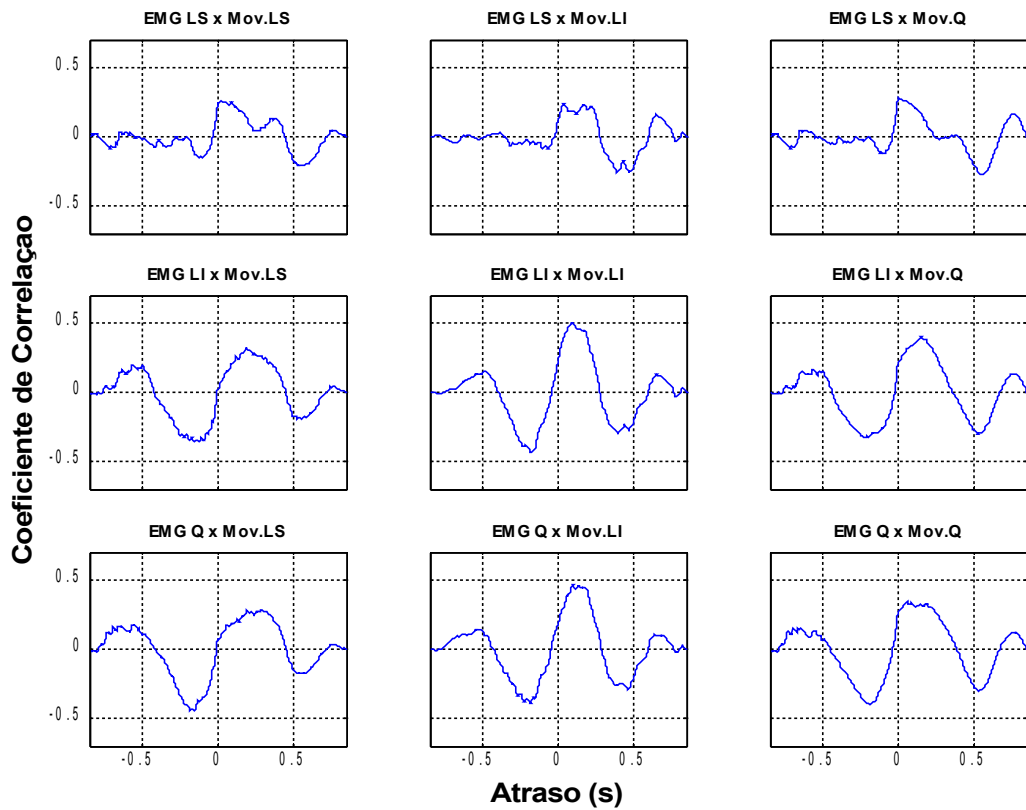 EMG LS x Mov.LS
EMG LS x Mov.LI
EMG LS x Mov.Q
0.5
0
-0.5
EMG LI x Mov.LS
EMG LI x Mov.LI
EMG LI x Mov.Q
0.5
0
-0.5
EMG Q x Mov.LS
EMG Q x Mov.LI
EMG Q x Mov.Q
0.5
0
-0.5
-0.5 0 0.5
-0.5 0 0.5
-0.5 0 0.5
Coeficiente de Correlaçao
Atraso (s)